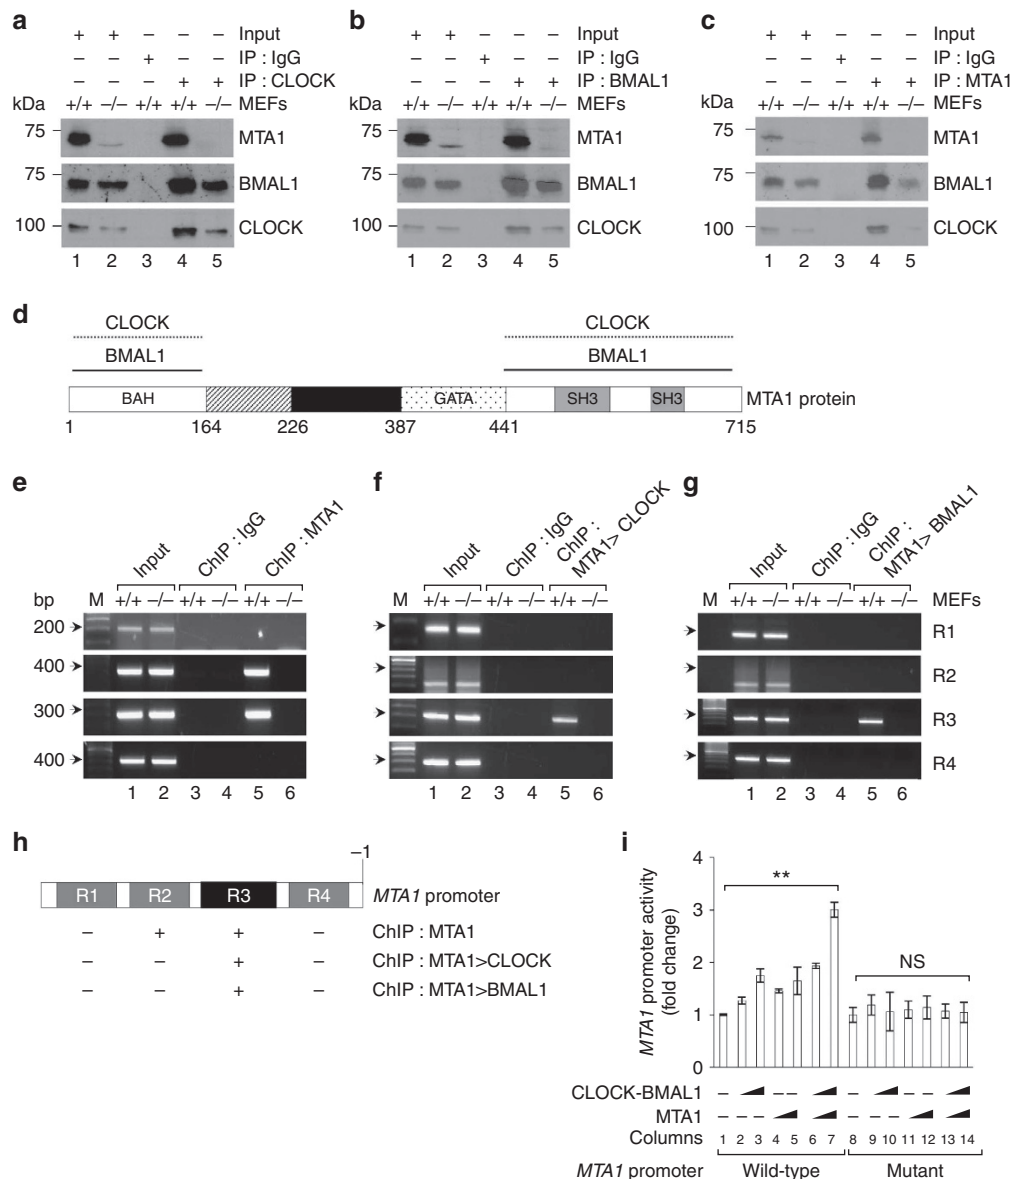 a
+ + – – – Input
– – + – – IP : IgG
– – – + + IP : CLOCK
kDa +/+ –/– +/+ +/+ –/– MEFs
75 MTA1
75 BMAL1
100 CLOCK
1 2 3 4 5
b
+ + – – – Input
– – + – – IP : IgG
– – – + + IP : BMAL1
kDa +/+ –/– +/+ +/+ –/– MEFs
75 MTA1
75 BMAL1
100 CLOCK
1 2 3 4 5
c
+ + – – – Input
– – + – – IP : IgG
– – – + + IP : MTA1
kDa +/+ –/– +/+ +/+ –/– MEFs
75 MTA1
75 BMAL1
100 CLOCK
1 2 3 4 5
d
CLOCK CLOCK
BMAL1 BMAL1
BAH GATA SH3 SH3 MTA1 protein
1 164 226 387 441 715
e
Input ChIP : IgG ChIP : MTA1
bp M +/+ –/– +/+ –/– +/+ –/–
200
400
300
400
1 2 3 4 5 6
f
Input ChIP : IgG ChIP : MTA1> CLOCK
M +/+ –/– +/+ –/– +/+ –/–
1 2 3 4 5 6
g
Input ChIP : IgG ChIP : MTA1> BMAL1
M +/+ –/– +/+ –/– +/+ –/– MEFs
R1
R2
R3
R4
1 2 3 4 5 6
h
–1
R1 R2 R3 R4 MTA1 promoter
– + + – ChIP : MTA1
– – + – ChIP : MTA1>CLOCK
– – + – ChIP : MTA1>BMAL1
i
MTA1 promoter activity
(fold change)
4
3
2
1
0
**
NS
CLOCK-BMAL1 – – – – – –
MTA1 – – – – – –
Columns 1 2 3 4 5 6 7 8 9 10 11 12 13 14
MTA1 promoter Wild-type Mutant